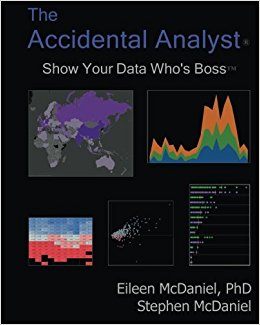 The
Accidental Analyst®
Show Your Data Who's Boss™
Eileen McDaniel, PhD
Stephen McDaniel